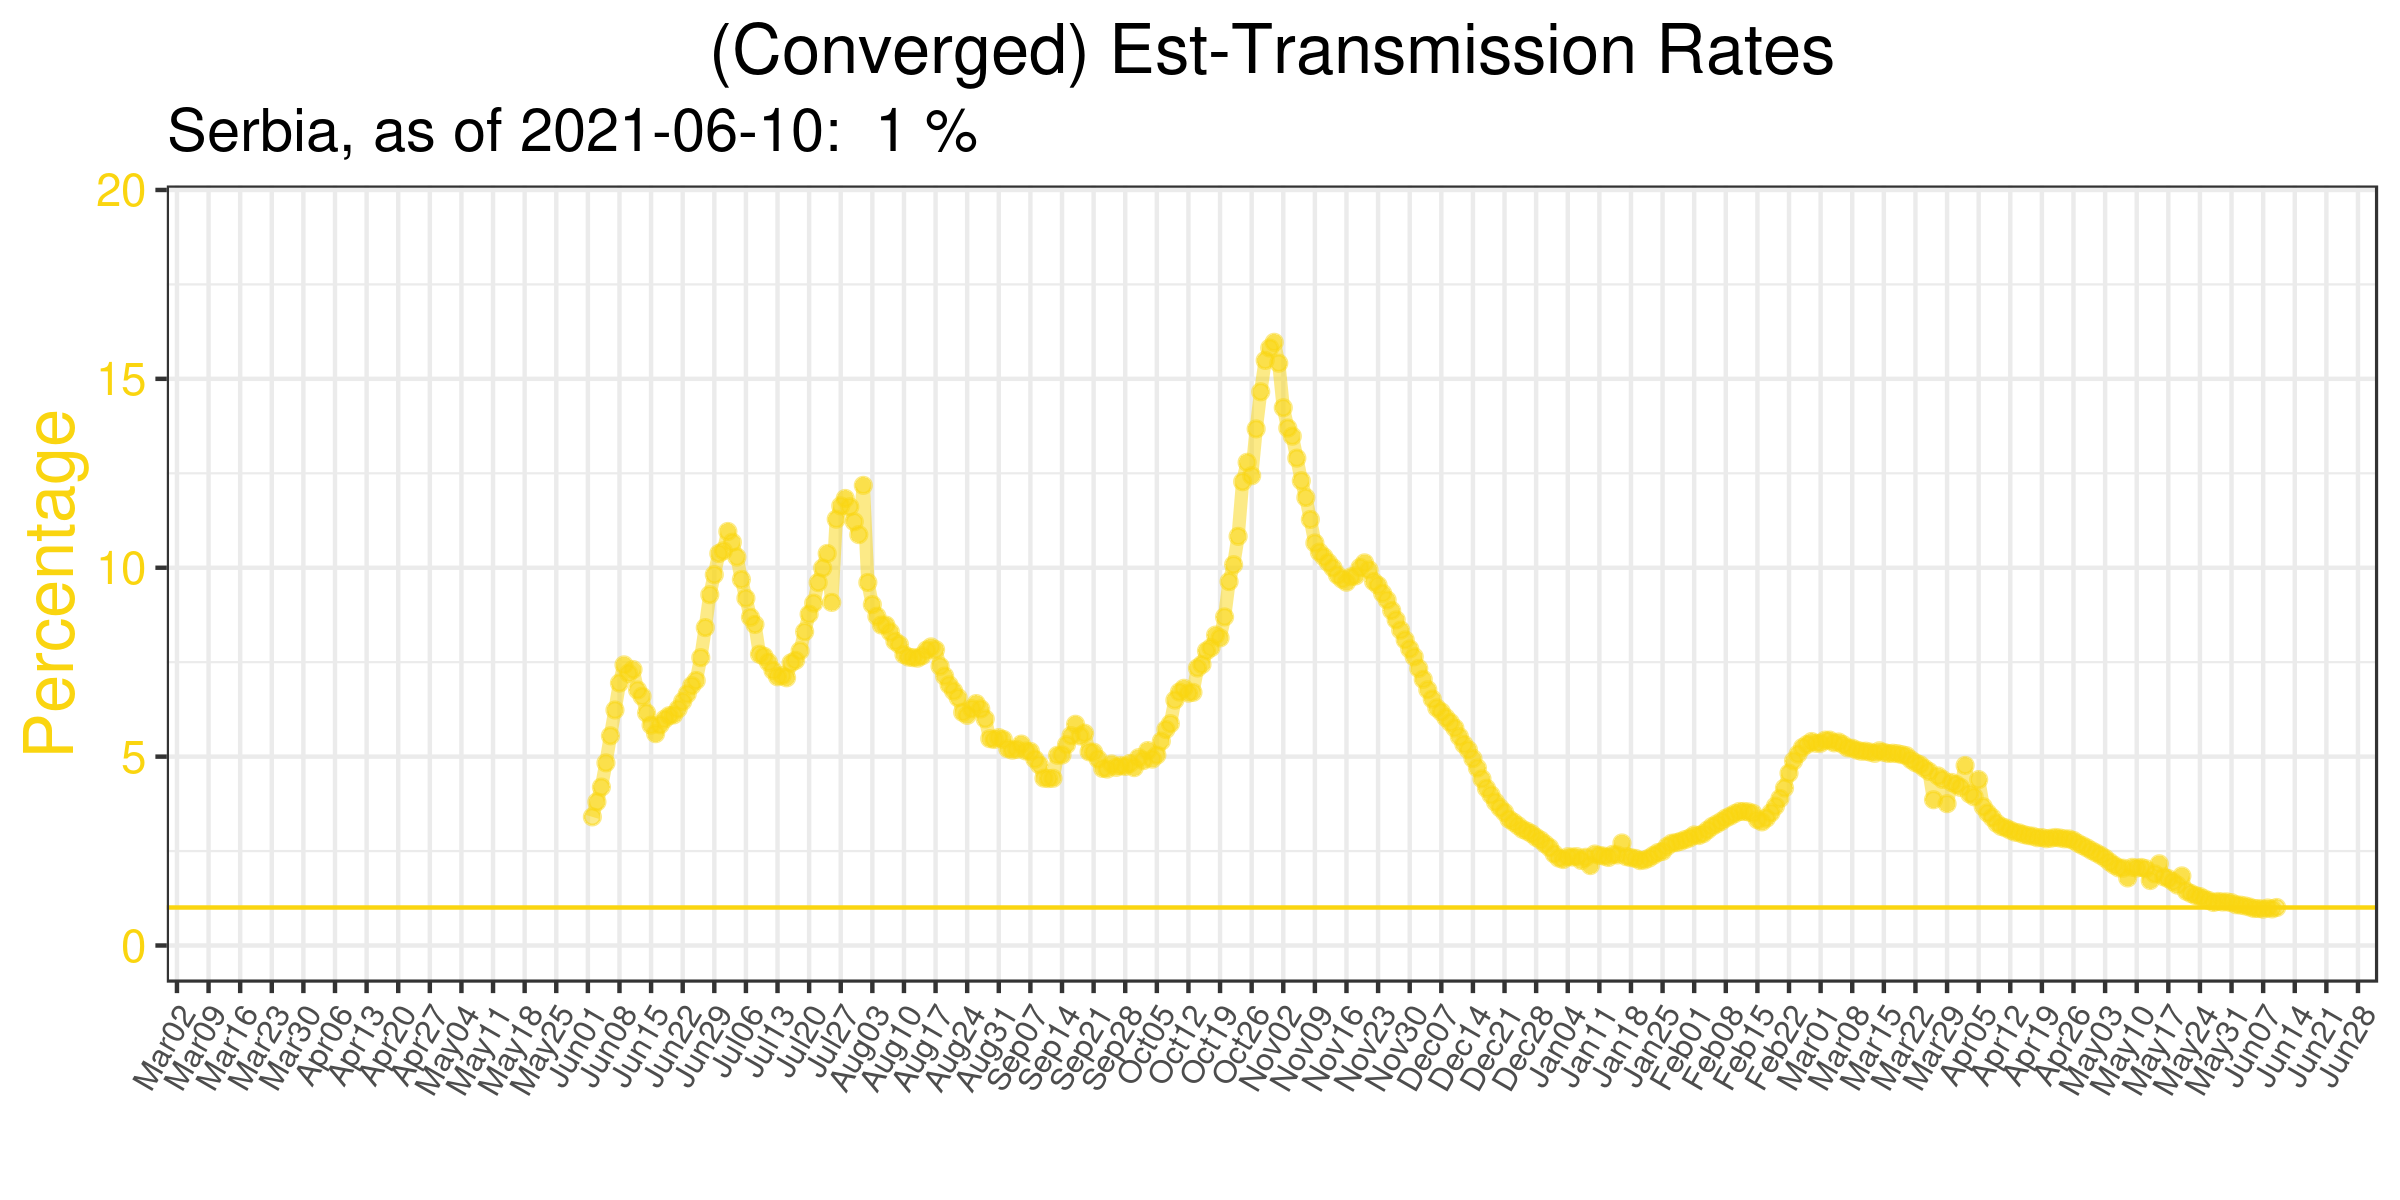 (Converged) Est-Transmission Rates
Serbia, as of 2021-06-10:  1 %
Percentage
20
15
10
5
0
Mar02
Mar09
Mar16
Mar23
Mar30
Apr06
Apr13
Apr20
Apr27
May04
May11
May18
May25
Jun01
Jun08
Jun15
Jun22
Jun29
Jul06
Jul13
Jul20
Jul27
Aug03
Aug10
Aug17
Aug24
Aug31
Sep07
Sep14
Sep21
Sep28
Oct05
Oct12
Oct19
Oct26
Nov02
Nov09
Nov16
Nov23
Nov30
Dec07
Dec14
Dec21
Dec28
Jan04
Jan11
Jan18
Jan25
Feb01
Feb08
Feb15
Feb22
Mar01
Mar08
Mar15
Mar22
Mar29
Apr05
Apr12
Apr19
Apr26
May03
May10
May17
May24
May31
Jun07
Jun14
Jun21
Jun28